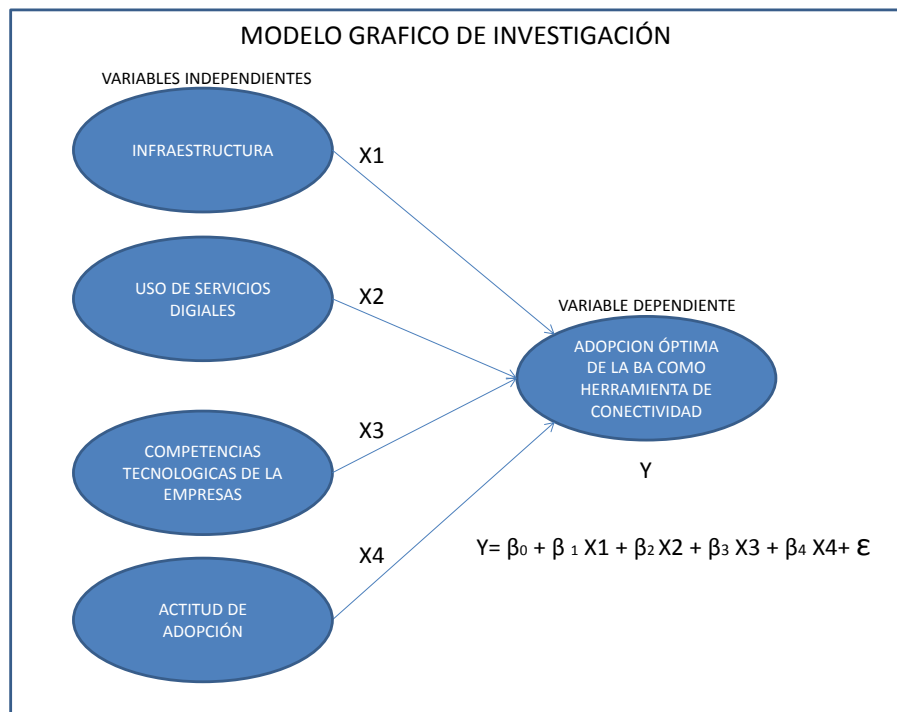 MODELO GRAFICO DE INVESTIGACIÓN
VARIABLES INDEPENDIENTES
INFRAESTRUCTURA
X1
USO DE SERVICIOS
DIGIALES
X2
VARIABLE DEPENDIENTE
ADOPCION ÓPTIMA
DE LA BA COMO
HERRAMIENTA DE
CONECTIVIDAD
COMPETENCIAS
TECNOLOGICAS DE LA
EMPRESAS
X3
Y
Y= β₀ + β ₁ X1 + β₂ X2 + β₃ X3 + β₄ X4+ ε
X4
ACTITUD DE
ADOPCIÓN